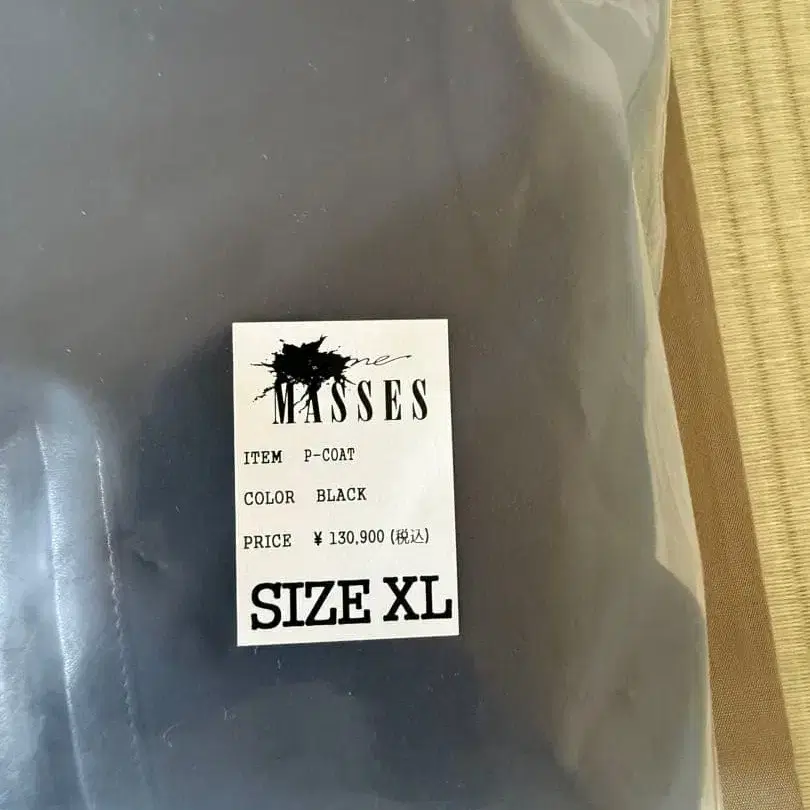 MASSES
ITEM P-COAT
COLOR BLACK
PRICE ¥ 130,900 (税込)
SIZE XL